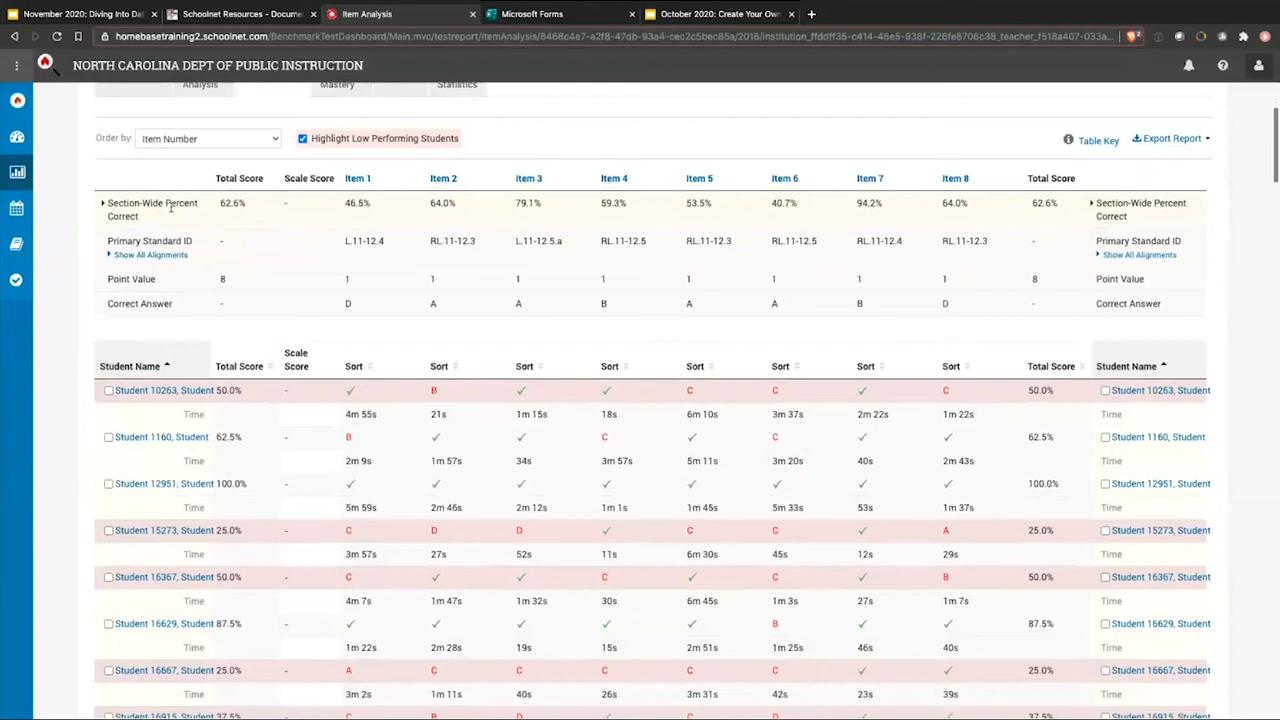 November 2020: Diving Into Da × Schoolnet Resources - Docume × Item Analysis × Microsoft Forms × October 2020: Create Your Own × +
homebasetraining2.schoolnet.com/BenchmarkTestDashboard/Main.mvc/testreport/ItemAnalysis/
NORTH CAROLINA DEPT OF PUBLIC INSTRUCTION
Analysis Mastery Statistics
Order by: Item Number Highlight Low Performing Students Table Key Export Report
Total Score Scale Score Item 1 Item 2 Item 3 Item 4 Item 5 Item 6 Item 7 Item 8 Total Score
Section-Wide Percent 62.6% - 46.5% 64.0% 79.1% 59.3% 53.5% 40.7% 94.2% 64.0% 62.6% Section-Wide Percent
Correct Correct
Primary Standard ID - L.11-12.4 RL.11-12.3 L.11-12.5.a RL.11-12.5 RL.11-12.3 RL.11-12.5 RL.11-12.4 RL.11-12.3 - Primary Standard ID
Show All Alignments Show All Alignments
Point Value 8 1 1 1 1 1 1 1 1 8 Point Value
Correct Answer - D A A B A A B D - Correct Answer
Scale
Student Name Total Score Score Sort Sort Sort Sort Sort Sort Sort Sort Total Score Student Name
Student 10263, Student 50.0% - ✓ B ✓ ✓ C C ✓ C 50.0% Student 10263, Student
Time 4m 55s 21s 1m 15s 18s 6m 10s 3m 37s 2m 22s 1m 22s Time
Student 1160, Student 62.5% - B ✓ ✓ C ✓ C ✓ ✓ 62.5% Student 1160, Student
Time 2m 9s 1m 57s 34s 3m 57s 5m 11s 3m 20s 40s 2m 43s Time
Student 12951, Student 100.0% - ✓ ✓ ✓ ✓ ✓ ✓ ✓ ✓ 100.0% Student 12951, Student
Time 5m 59s 2m 46s 2m 12s 1m 1s 1m 45s 5m 33s 53s 1m 37s Time
Student 15273, Student 25.0% - C D D ✓ C C ✓ A 25.0% Student 15273, Student
Time 3m 57s 27s 52s 11s 6m 30s 45s 12s 29s Time
Student 16367, Student 50.0% - C ✓ ✓ C ✓ C ✓ B 50.0% Student 16367, Student
Time 4m 7s 1m 47s 1m 32s 30s 6m 45s 1m 3s 27s 1m 7s Time
Student 16629, Student 87.5% - ✓ ✓ ✓ ✓ ✓ B ✓ ✓ 87.5% Student 16629, Student
Time 1m 22s 2m 28s 19s 15s 2m 51s 1m 25s 46s 40s Time
Student 16667, Student 25.0% - A C C C C C ✓ ✓ 25.0% Student 16667, Student
Time 3m 2s 1m 11s 40s 26s 3m 31s 42s 23s 39s Time
Student 16915, Student 37.5% - C B D ✓ C D ✓ ✓ 37.5% Student 16915, Student